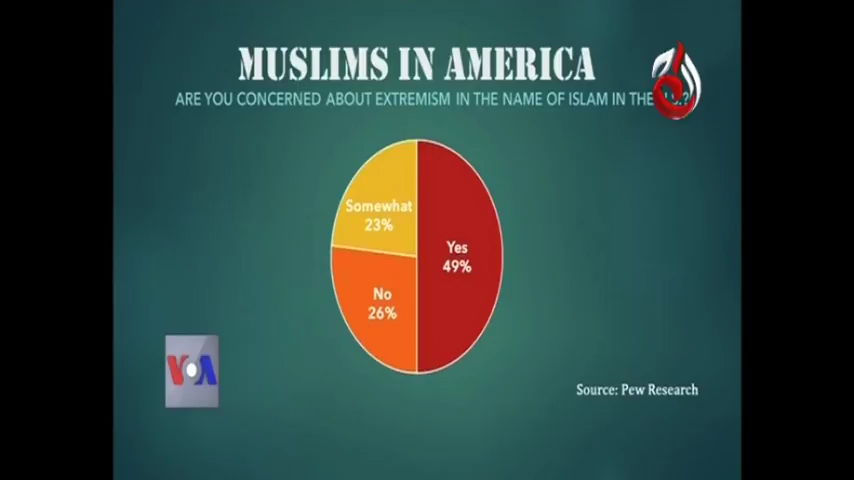 MUSLIMS IN AMERICA
ARE YOU CONCERNED ABOUT EXTREMISM IN THE NAME OF ISLAM IN THE
Somewhat
23%
Yes
49%
No
26%
VOA
Source: Pew Research